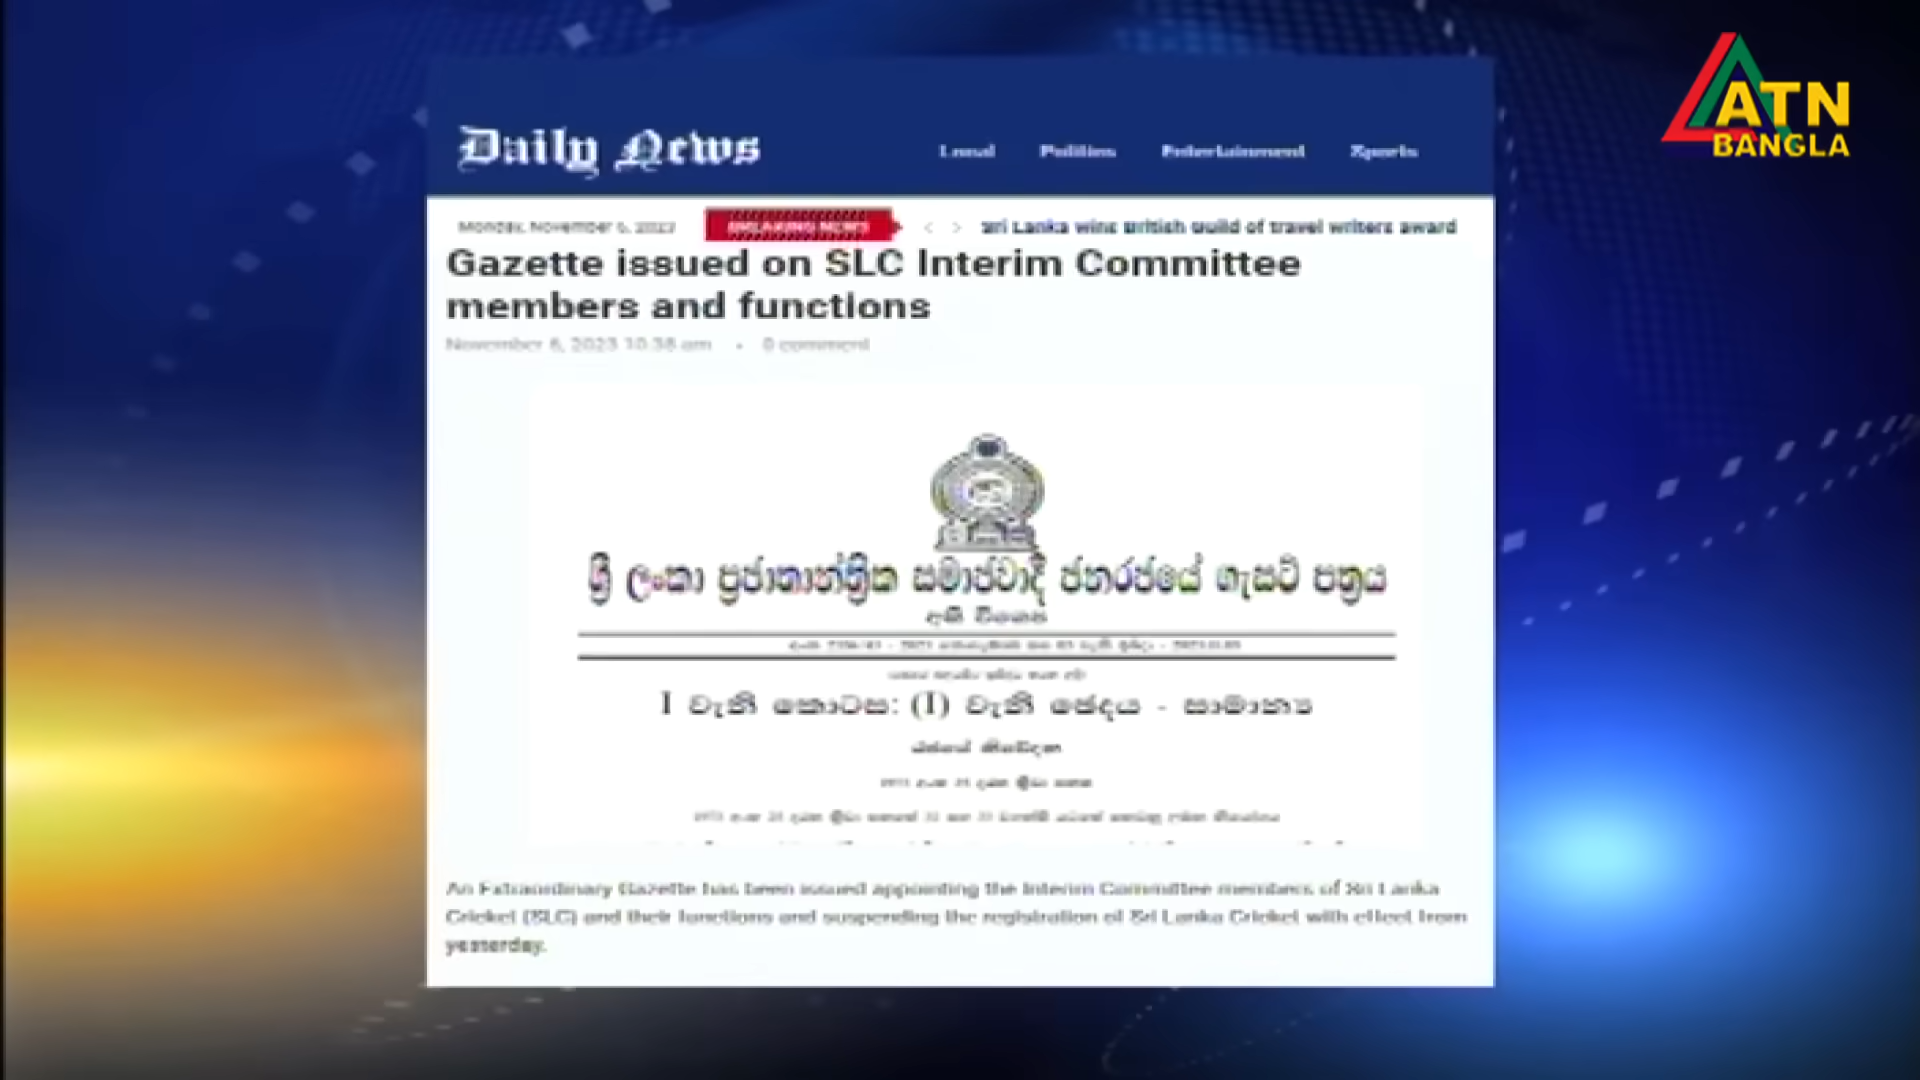 ATN
BANGLA
Daily News
Local Politics Entertainment Sports
Monday, November 6, 2023 BREAKING NEWS < > Sri Lanka wins British Guild of travel writers award
Gazette issued on SLC Interim Committee
members and functions
November 6, 2023 10:38 am • 0 comment
ශ්‍රී ලංකා ප්‍රජාතාන්ත්‍රික සමාජවාදී ජනරජයේ ගැසට් පත්‍රය
අති විශෙෂ
I වැනි කොටස: (I) වැනි ඡේදය - සාමාන්‍ය
රජයේ නිවේදන
An Extraordinary Gazette has been issued appointing the Interim Committee members of Sri Lanka
Cricket (SLC) and their functions and suspending the registration of Sri Lanka Cricket with effect from
yesterday.